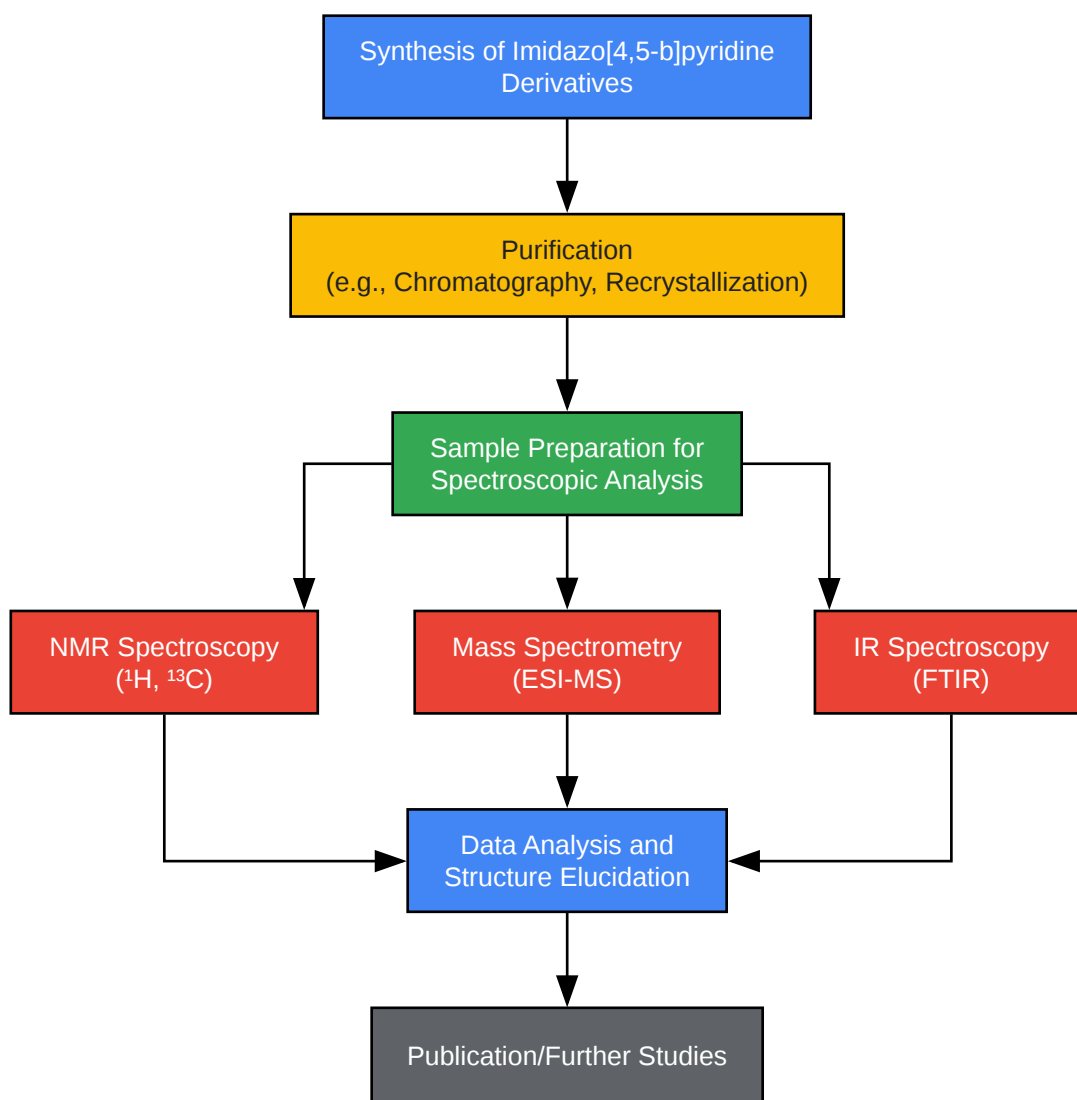 Synthesis of Imidazo[4,5-b]pyridine
Derivatives
Purification
(e.g., Chromatography, Recrystallization)
Sample Preparation for
Spectroscopic Analysis
NMR Spectroscopy
(¹H, ¹³C)
Mass Spectrometry
(ESI-MS)
IR Spectroscopy
(FTIR)
Data Analysis and
Structure Elucidation
Publication/Further Studies